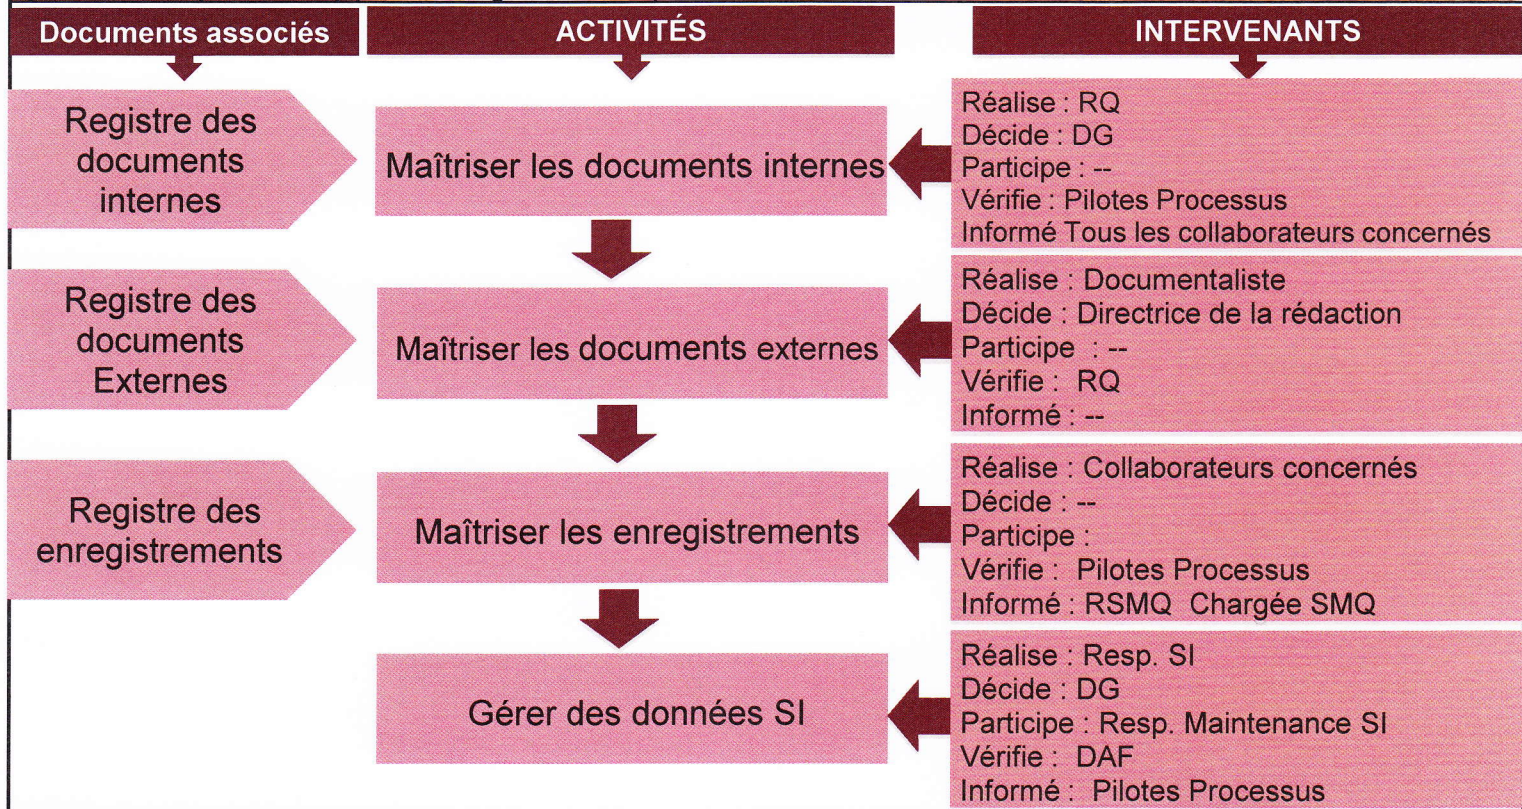 Documents associés
ACTIVITÉS
INTERVENANTS
Registre des
documents
internes
Maîtriser les documents internes
Réalise : RQ
Décide : DG
Participe : --
Vérifie : Pilotes Processus
Informé Tous les collaborateurs concernés
Registre des
documents
Externes
Maîtriser les documents externes
Réalise : Documentaliste
Décide : Directrice de la rédaction
Participe : --
Vérifie : RQ
Informé : --
Registre des
enregistrements
Maîtriser les enregistrements
Réalise : Collaborateurs concernés
Décide : --
Participe :
Vérifie : Pilotes Processus
Informé : RSMQ Chargée SMQ
Gérer des données SI
Réalise : Resp. SI
Décide : DG
Participe : Resp. Maintenance SI
Vérifie : DAF
Informé : Pilotes Processus